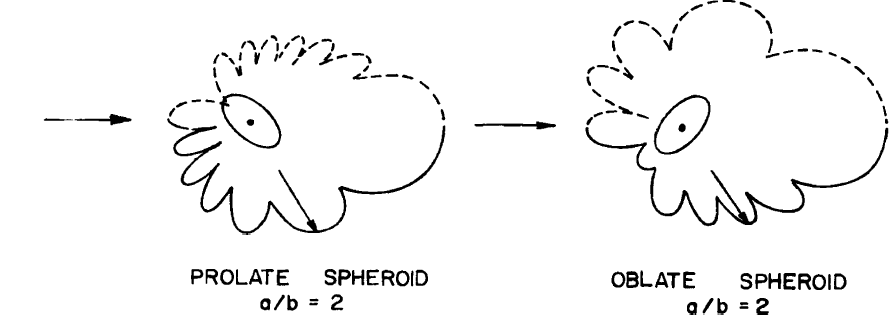 PROLATE SPHEROID
a/b = 2
OBLATE SPHEROID
a/b = 2